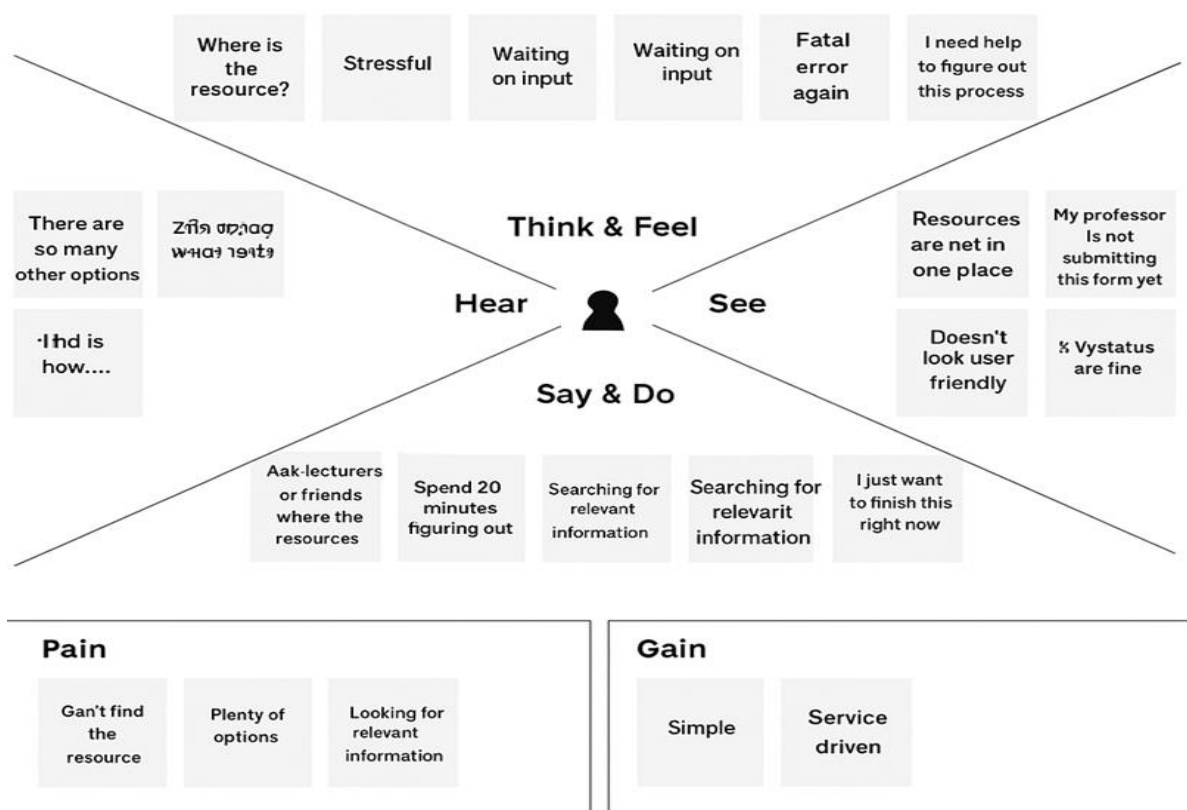 Where is
the
resource?
Stressful
Waiting
on input
Waiting on
input
Fatal
error
again
I need help
to figure out
this process
There are
so many
other options
how....
Think & Feel
Hear
See
Say & Do
Resources
are net in
one place
My professor
Is not
submitting
this form yet
Doesn't
look user
friendly
Vystatus
are fine
Aak-lecturers
or friends
where the
resources
Spend 20
minutes
figuring out
Searching for
relevant
information
Searching for
relevarit
information
I just want
to finish this
right now
Pain
Gan't find
the
resource
Plenty of
options
Looking for
relevant
information
Gain
Simple
Service
driven